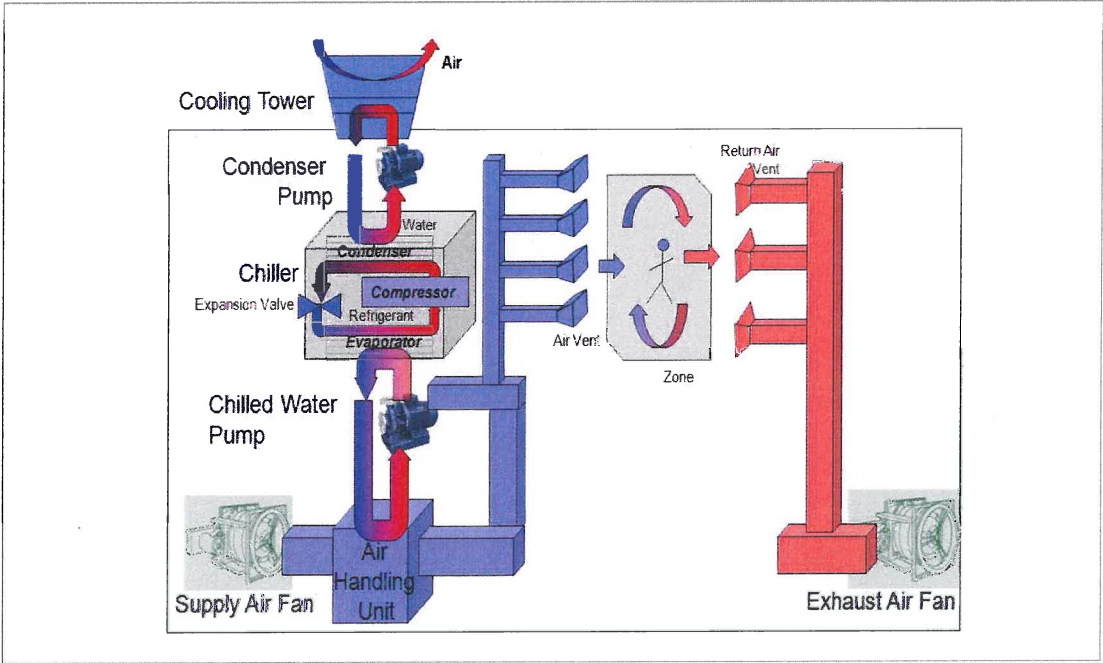 Air
Cooling Tower
Condenser
Pump
Water
Condenser
Chiller
Compressor
Expansion Valve
Refrigerant
Evaporator
Chilled Water
Pump
Return Air
Vent
Air Vent
Zone
Air
Handling
Unit
Supply Air Fan
Exhaust Air Fan